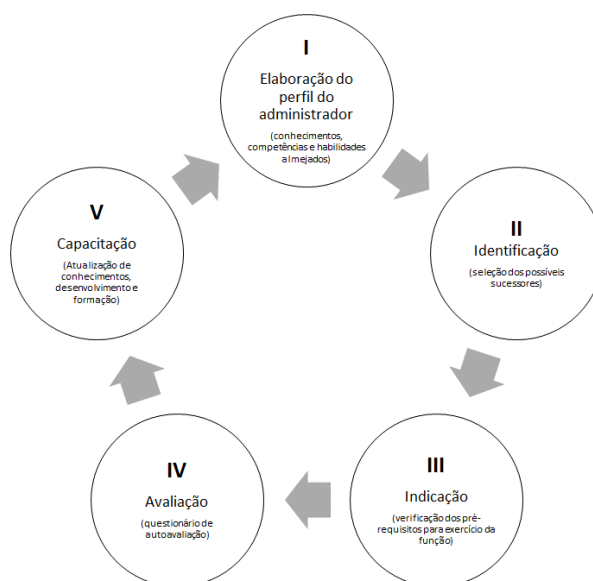 I
Elaboração do
perfil do
administrador
(conhecimentos,
competências e habilidades
almejados)
II
Identificação
(seleção dos possíveis
sucessores)
III
Indicação
(verificação dos pré-
requisitos para exercício da
função)
IV
Avaliação
(questionário de
autoavaliação)
V
Capacitação
(Atualização de
conhecimentos,
desenvolvimento e
formação)